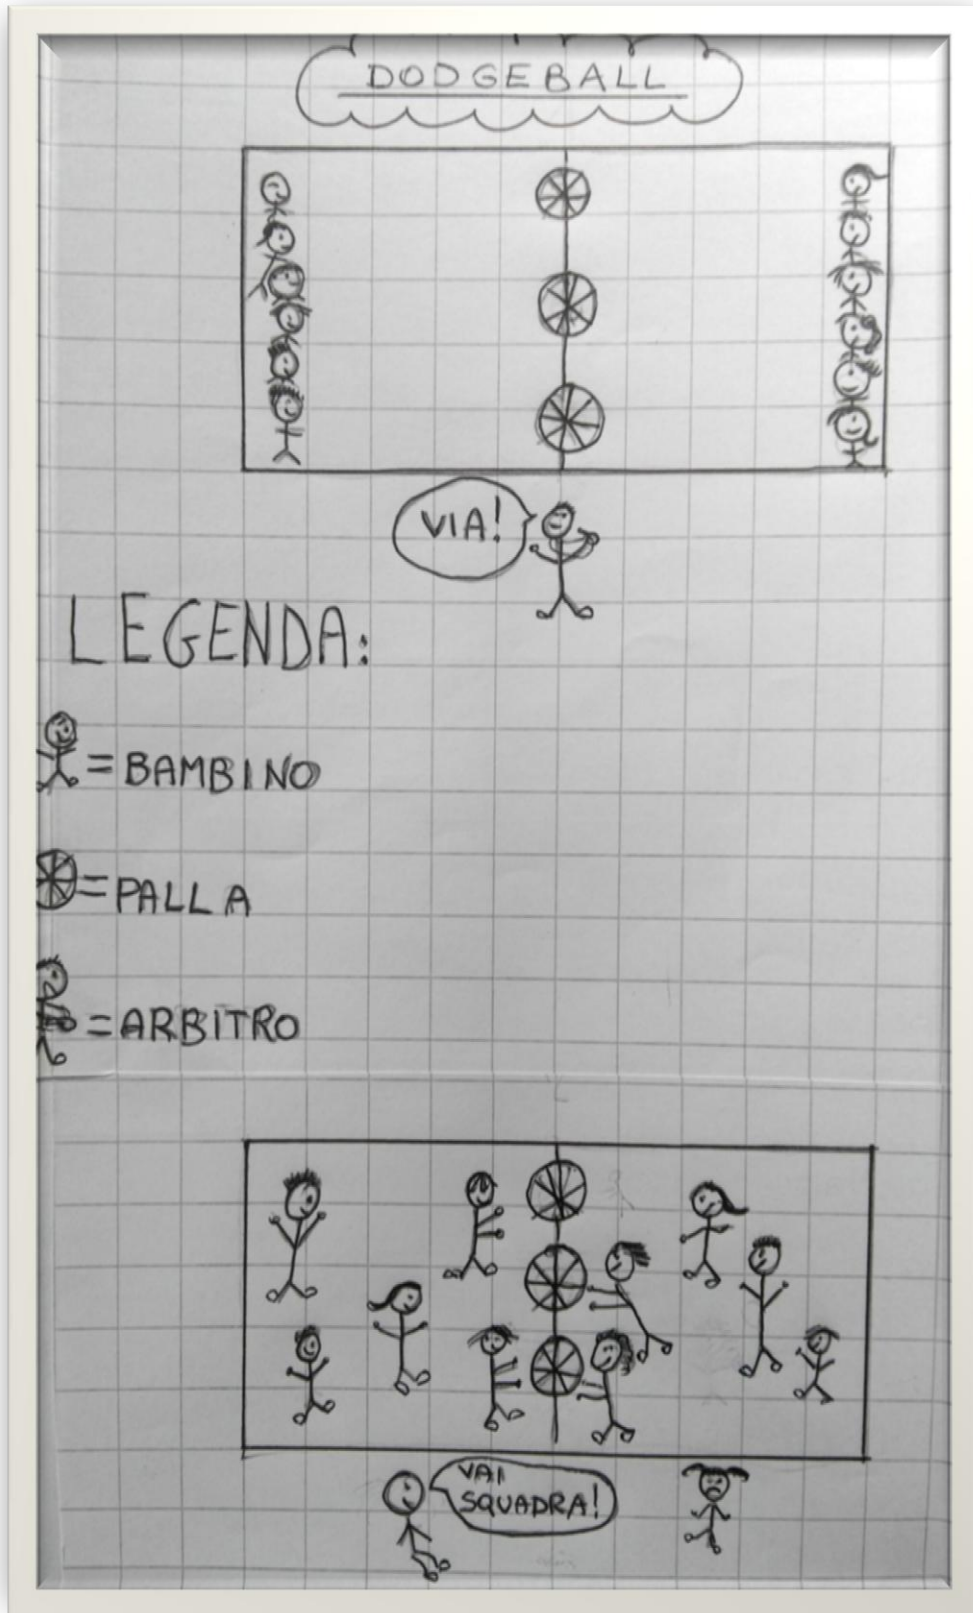 DODGEBALL
VIA!
LEGENDA:
=BAMBINO
=PALLA
=ARBITRO
VAI
SQUADRA!